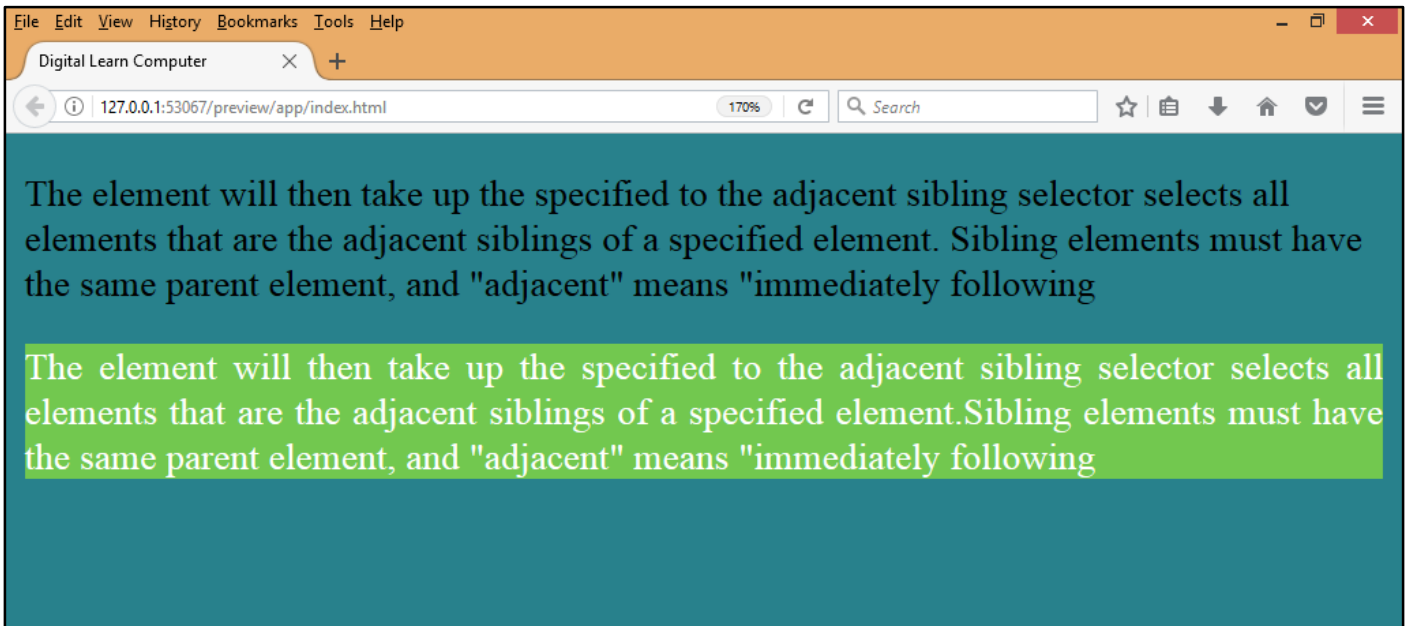 File Edit View History Bookmarks Tools Help
Digital Learn Computer
127.0.0.1:53067/preview/app/index.html 170% Search
The element will then take up the specified to the adjacent sibling selector selects all
elements that are the adjacent siblings of a specified element. Sibling elements must have
the same parent element, and "adjacent" means "immediately following
The element will then take up the specified to the adjacent sibling selector selects all
elements that are the adjacent siblings of a specified element.Sibling elements must have
the same parent element, and "adjacent" means "immediately following